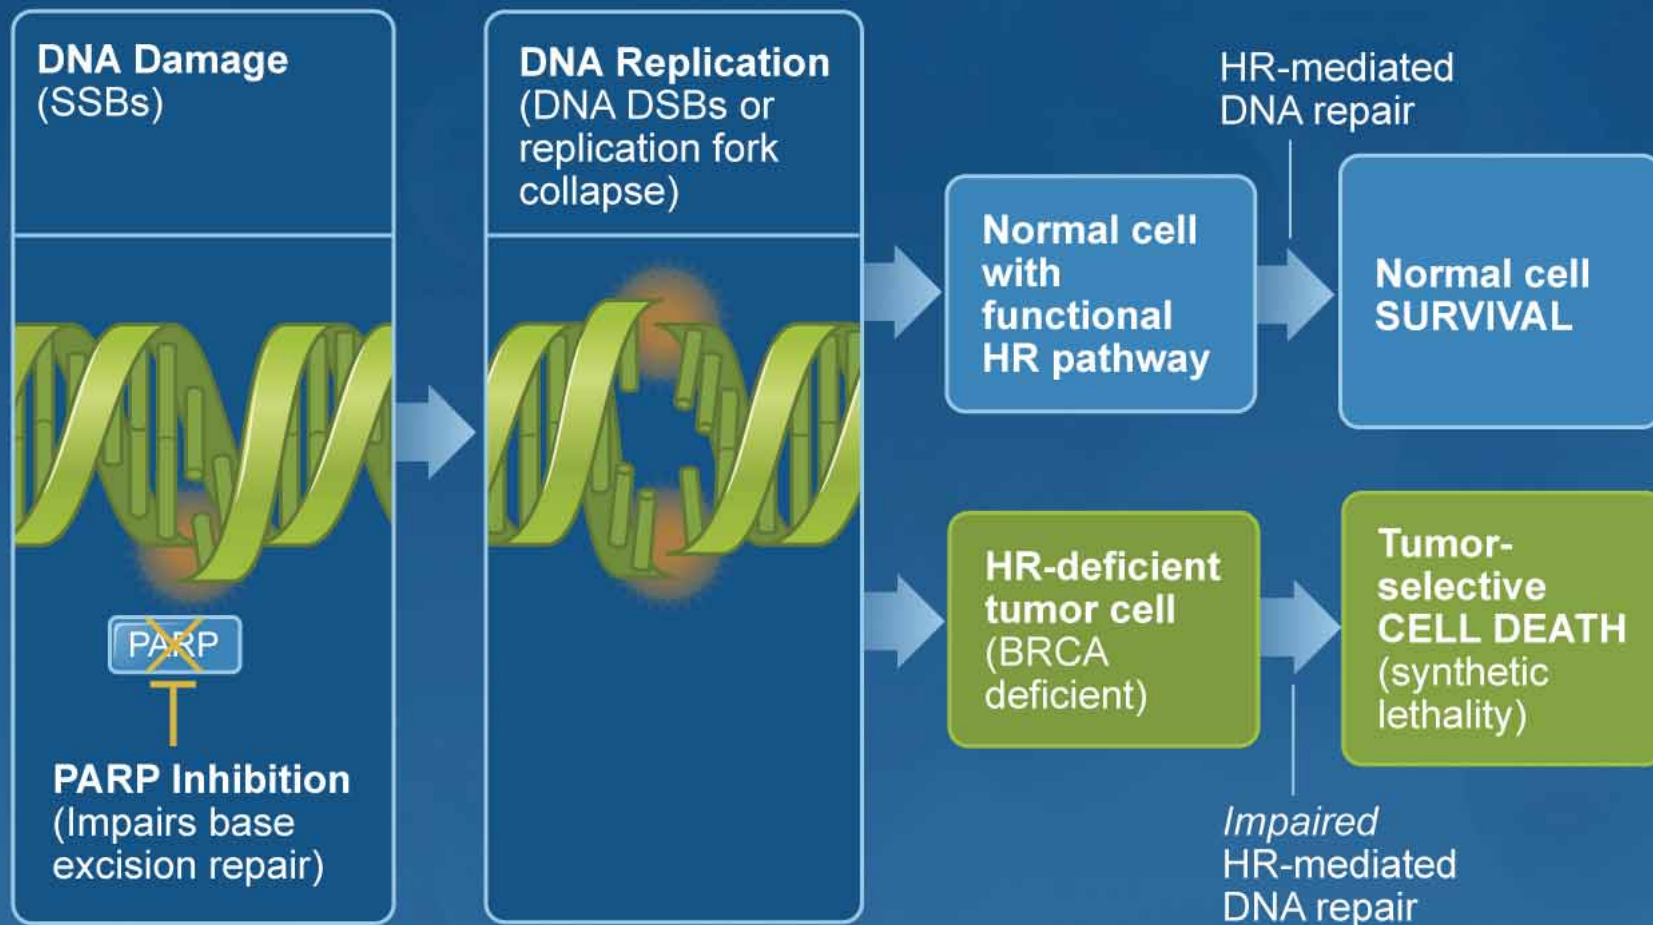 DNA Damage
(SSBs)
PARP
PARP Inhibition
(Impairs base
excision repair)
DNA Replication
(DNA DSBs or
replication fork
collapse)
Normal cell
with
functional
HR pathway
HR-mediated
DNA repair
Normal cell
SURVIVAL
HR-deficient
tumor cell
(BRCA
deficient)
Impaired
HR-mediated
DNA repair
Tumor-
selective
CELL DEATH
(synthetic
lethality)